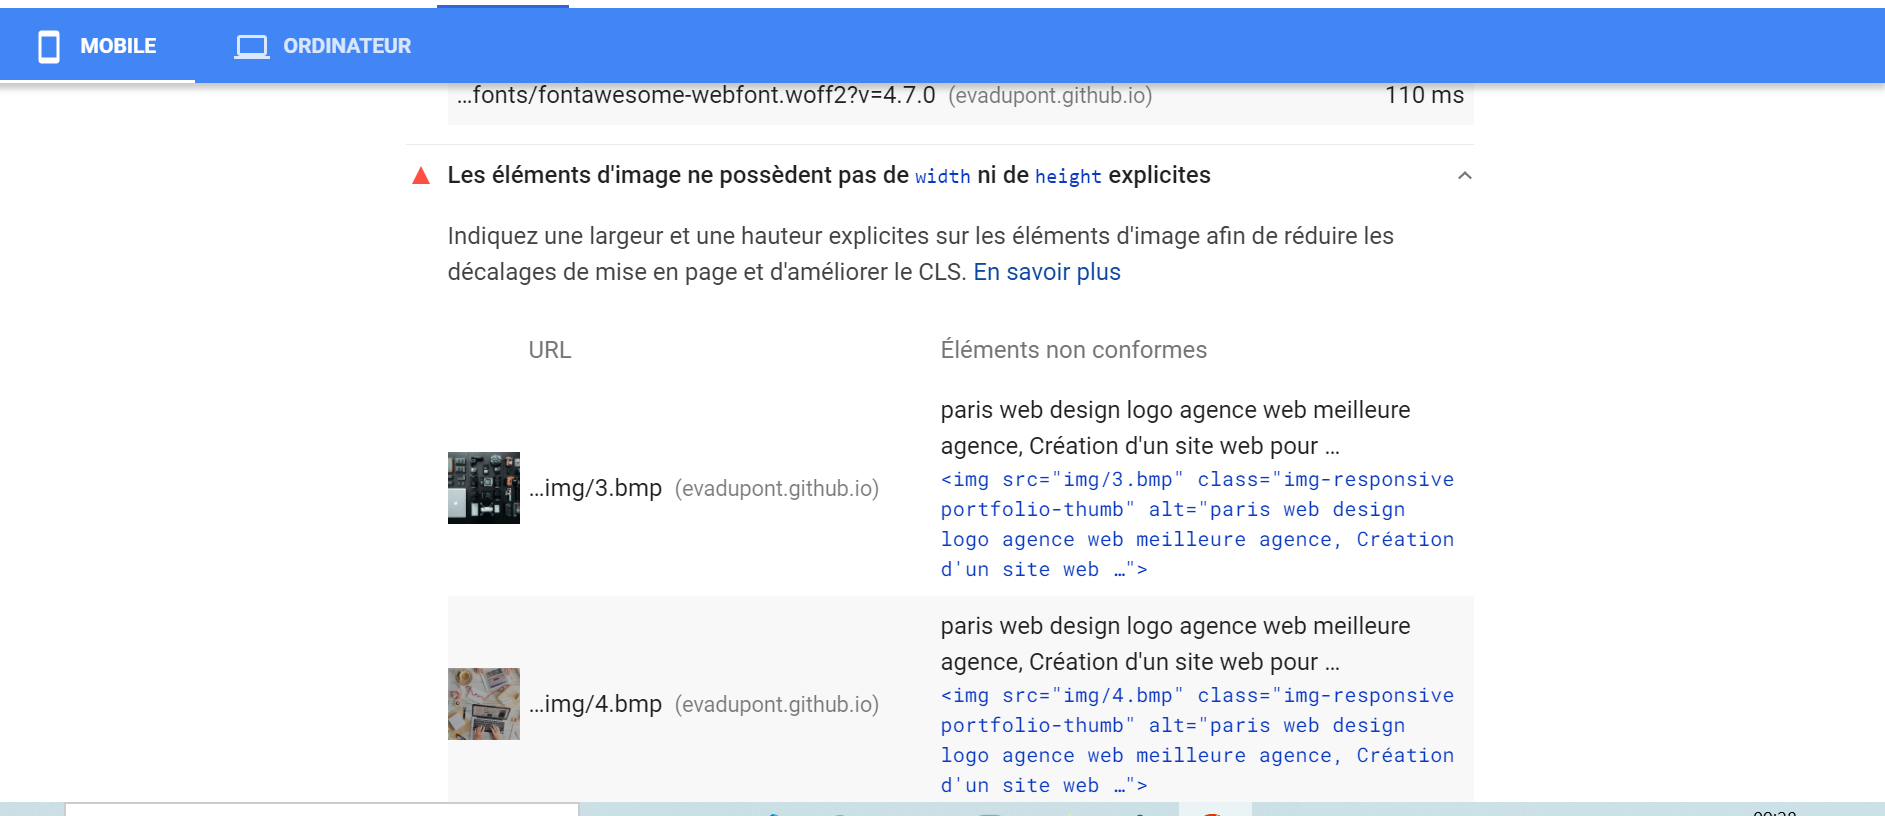 MOBILE
ORDINATEUR
…fonts/fontawesome-webfont.woff2?v=4.7.0 (evadupont.github.io) 110 ms
Les éléments d'image ne possèdent pas de width ni de height explicites
Indiquez une largeur et une hauteur explicites sur les éléments d'image afin de réduire les
décalages de mise en page et d'améliorer le CLS. En savoir plus
URL
Éléments non conformes
paris web design logo agence web meilleure
agence, Création d'un site web pour …
…img/3.bmp (evadupont.github.io)
<img src="img/3.bmp" class="img-responsive
portfolio-thumb" alt="paris web design
logo agence web meilleure agence, Création
d'un site web …">
paris web design logo agence web meilleure
agence, Création d'un site web pour …
…img/4.bmp (evadupont.github.io)
<img src="img/4.bmp" class="img-responsive
portfolio-thumb" alt="paris web design
logo agence web meilleure agence, Création
d'un site web …">